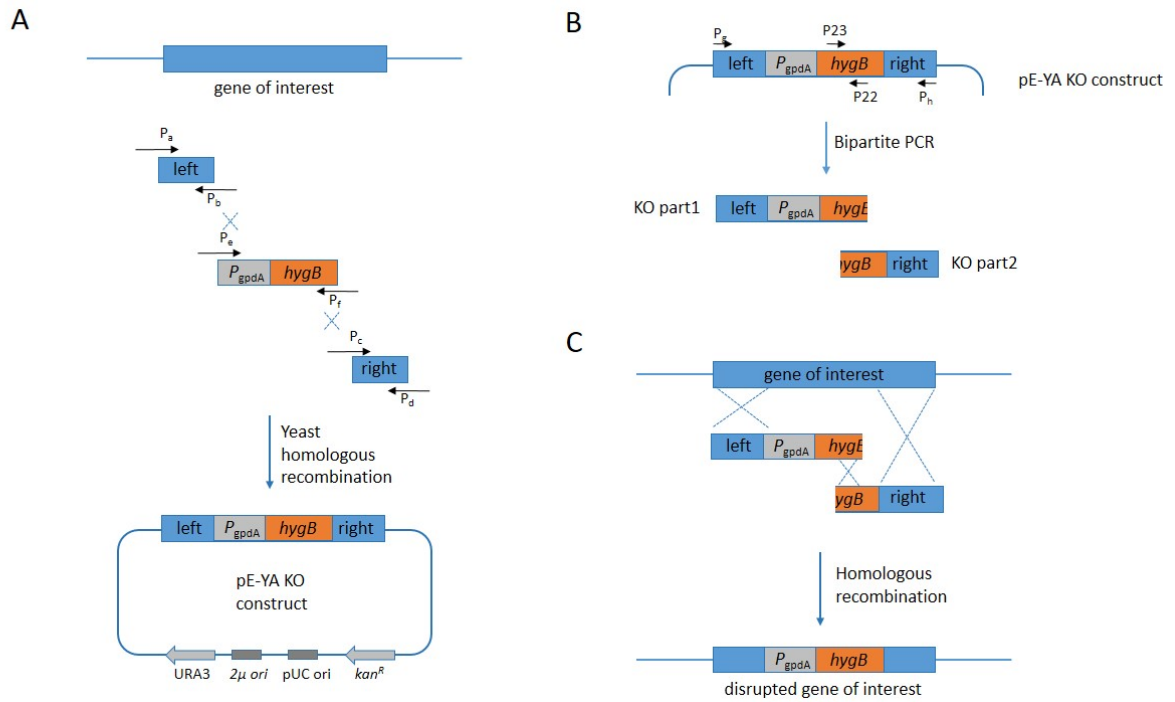 A
gene of interest
Pa
left
Pb
Pe
PgpdA hygB
Pf
Pc
right
Pd
Yeast
homologous
recombination
left PgpdA hygB right
pE-YA KO
construct
URA3 2µ ori pUC ori kanR
B
Pg P23
left PgpdA hygB right
P22 Ph
pE-YA KO construct
Bipartite PCR
KO part1 left PgpdA hygB
ygB right KO part2
C
gene of interest
left PgpdA hygB
ygB right
Homologous
recombination
PgpdA hygB
disrupted gene of interest